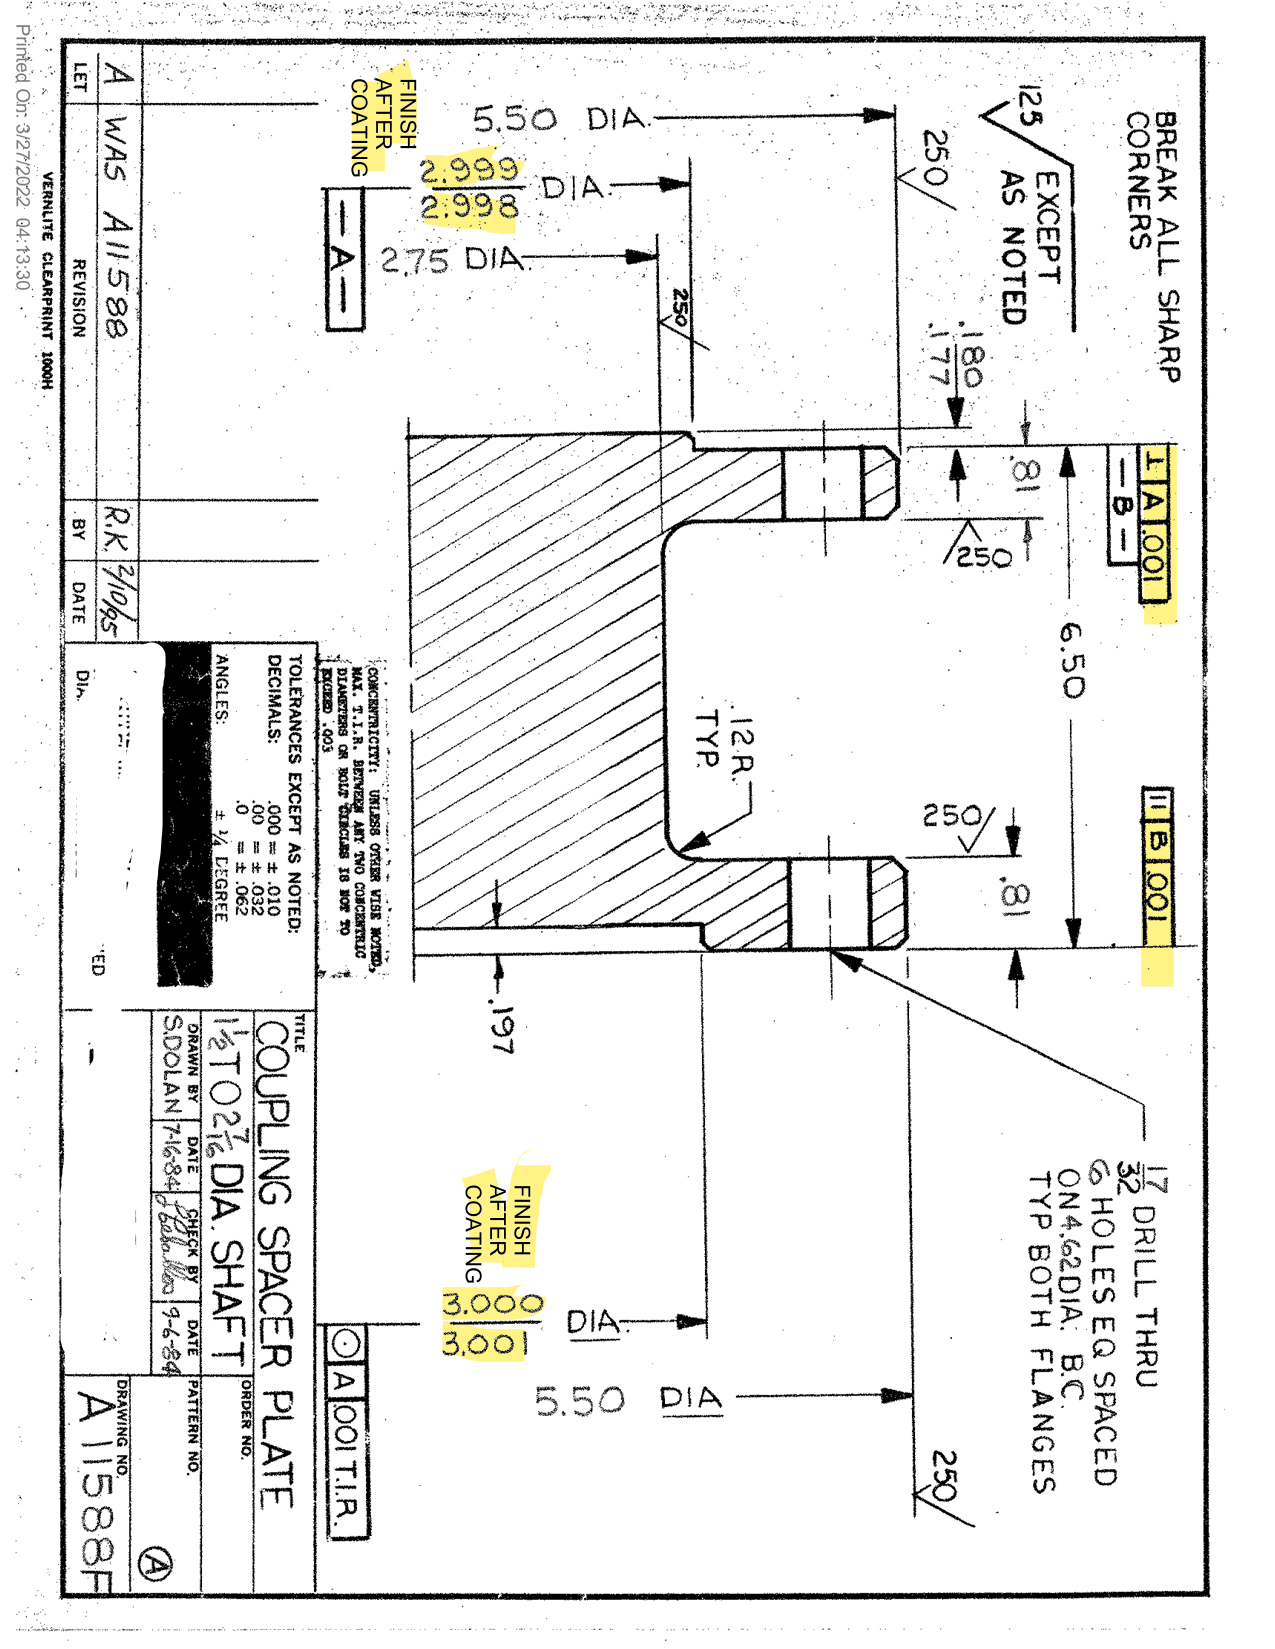 BREAK ALL SHARP
CORNERS
125
EXCEPT
AS NOTED
250
5.50 DIA.
FINISH
AFTER
COATING
2.999
2.998
DIA.
2.75 DIA.
— A —
250
.180
.177
.81
250
⊥ A .001
— B —
6.50
// B .001
.12 R.
TYP.
250
.81
.197
17/32 DRILL THRU
6 HOLES EQ SPACED
ON 4.62 DIA. B.C.
TYP BOTH FLANGES
FINISH
AFTER
COATING
3.000
3.001
DIA.
5.50 DIA
250
◎ A .001 T.I.R.
CONCENTRICITY: UNLESS OTHER WISE NOTED,
MAX. T.I.R. BETWEEN ANY TWO CONCENTRIC
DIAMETERS OR BOLT CIRCLES IS NOT TO
EXCEED .003
TOLERANCES EXCEPT AS NOTED:
DECIMALS: .000 = ± .010
.00 = ± .032
.0 = ± .062
ANGLES: ± ¼ DEGREE
DIA.
ED
A WAS A11588 R.K. 2/10/95
LET REVISION BY DATE
TITLE
COUPLING SPACER PLATE
1 1/2 TO 2 7/16 DIA. SHAFT
DRAWN BY DATE CHECK BY DATE
S.DOLAN 7-16-84 9-6-84
ORDER NO.
PATTERN NO.
DRAWING NO.
A11588F
A
VERNLITE CLEARPRINT 1000H
Printed On: 3/27/2022 04:13:30